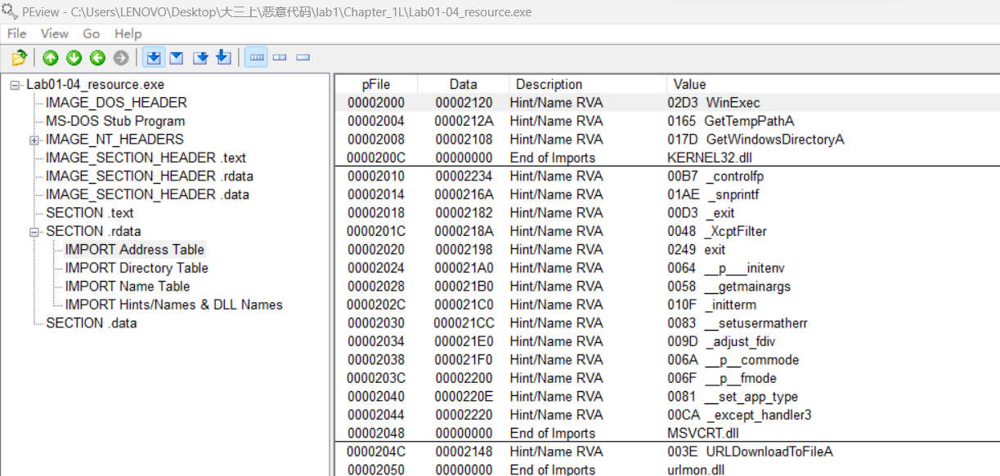 PEview - C:\Users\LENOVO\Desktop\大三上\恶意代码\lab1\Chapter_1L\Lab01-04_resource.exe
File View Go Help
Lab01-04_resource.exe
IMAGE_DOS_HEADER
MS-DOS Stub Program
IMAGE_NT_HEADERS
IMAGE_SECTION_HEADER .text
IMAGE_SECTION_HEADER .rdata
IMAGE_SECTION_HEADER .data
SECTION .text
SECTION .rdata
IMPORT Address Table
IMPORT Directory Table
IMPORT Name Table
IMPORT Hints/Names & DLL Names
SECTION .data
pFile Data Description Value
00002000 00002120 Hint/Name RVA 02D3 WinExec
00002004 0000212A Hint/Name RVA 0165 GetTempPathA
00002008 00002108 Hint/Name RVA 017D GetWindowsDirectoryA
0000200C 00000000 End of Imports KERNEL32.dll
00002010 00002234 Hint/Name RVA 00B7 _controlfp
00002014 0000216A Hint/Name RVA 01AE _snprintf
00002018 00002182 Hint/Name RVA 00D3 _exit
0000201C 0000218A Hint/Name RVA 0048 _XcptFilter
00002020 00002198 Hint/Name RVA 0249 exit
00002024 000021A0 Hint/Name RVA 0064 __p___initenv
00002028 000021B0 Hint/Name RVA 0058 __getmainargs
0000202C 000021C0 Hint/Name RVA 010F _initterm
00002030 000021CC Hint/Name RVA 0083 __setusermatherr
00002034 000021E0 Hint/Name RVA 009D _adjust_fdiv
00002038 000021F0 Hint/Name RVA 006A __p__commode
0000203C 00002200 Hint/Name RVA 006F __p__fmode
00002040 0000220E Hint/Name RVA 0081 __set_app_type
00002044 00002220 Hint/Name RVA 00CA _except_handler3
00002048 00000000 End of Imports MSVCRT.dll
0000204C 00002148 Hint/Name RVA 003E URLDownloadToFileA
00002050 00000000 End of Imports urlmon.dll